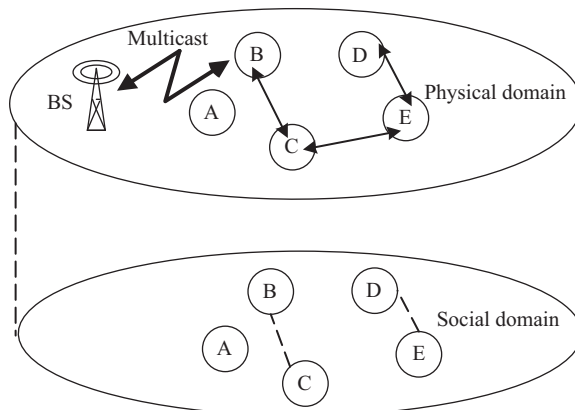 Multicast
B
D
BS
A
Physical domain
E
C
B
D
Social domain
A
E
C